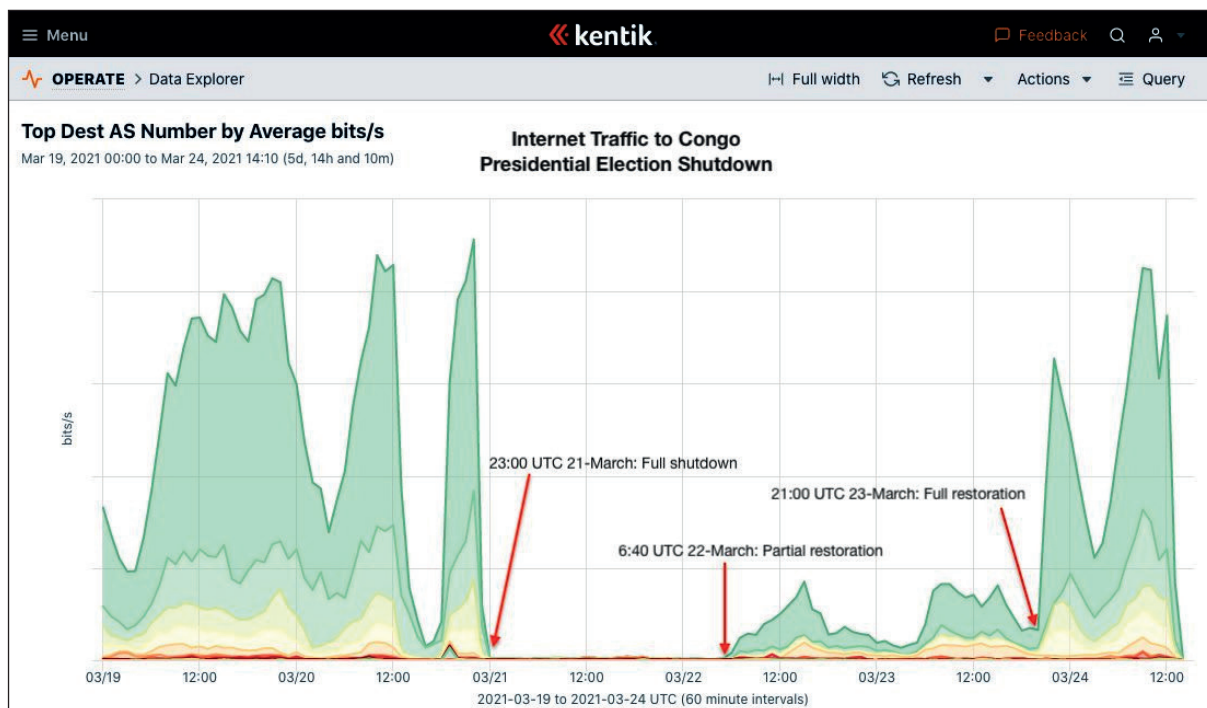 Menu
kentik
Feedback
OPERATE > Data Explorer
Full width Refresh Actions Query
Top Dest AS Number by Average bits/s
Mar 19, 2021 00:00 to Mar 24, 2021 14:10 (5d, 14h and 10m)
Internet Traffic to Congo
Presidential Election Shutdown
bits/s
23:00 UTC 21-March: Full shutdown
21:00 UTC 23-March: Full restoration
6:40 UTC 22-March: Partial restoration
03/19 12:00 03/20 12:00 03/21 12:00 03/22 12:00 03/23 12:00 03/24 12:00
2021-03-19 to 2021-03-24 UTC (60 minute intervals)